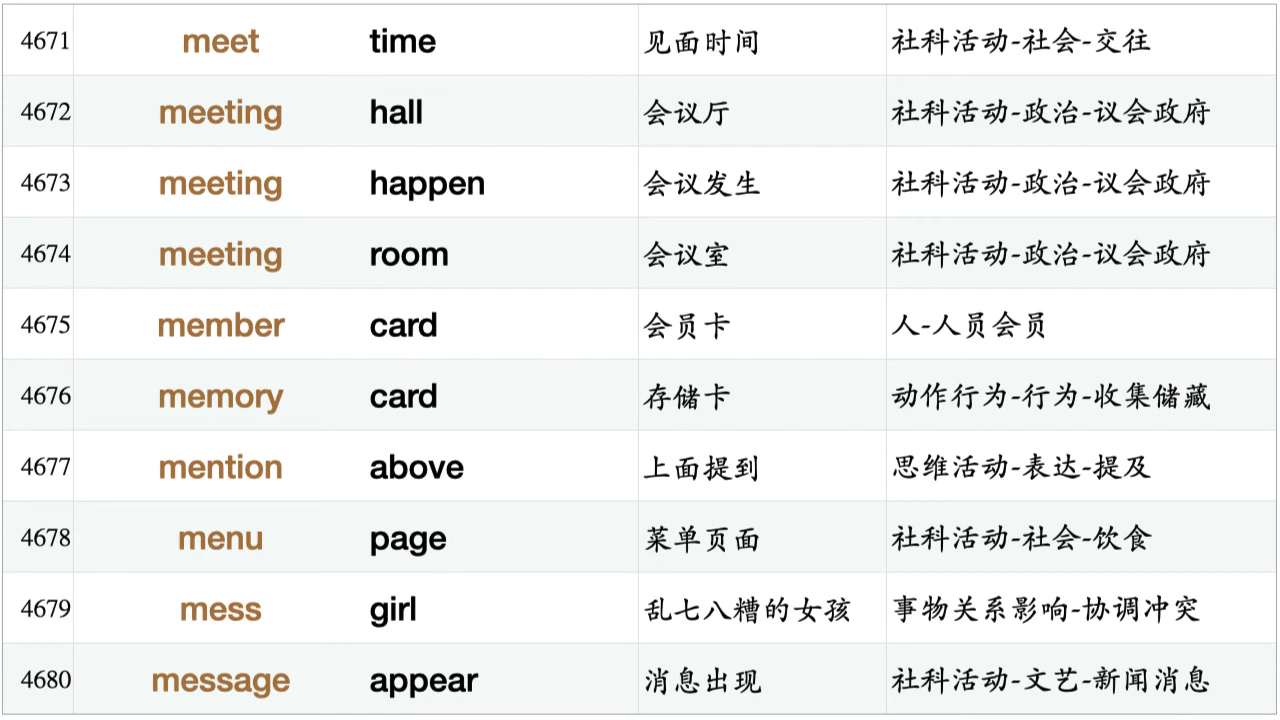 4671 meet time 见面时间 社科活动-社会-交往
4672 meeting hall 会议厅 社科活动-政治-议会政府
4673 meeting happen 会议发生 社科活动-政治-议会政府
4674 meeting room 会议室 社科活动-政治-议会政府
4675 member card 会员卡 人-人员会员
4676 memory card 存储卡 动作行为-行为-收集储藏
4677 mention above 上面提到 思维活动-表达-提及
4678 menu page 菜单页面 社科活动-社会-饮食
4679 mess girl 乱七八糟的女孩 事物关系影响-协调冲突
4680 message appear 消息出现 社科活动-文艺-新闻消息